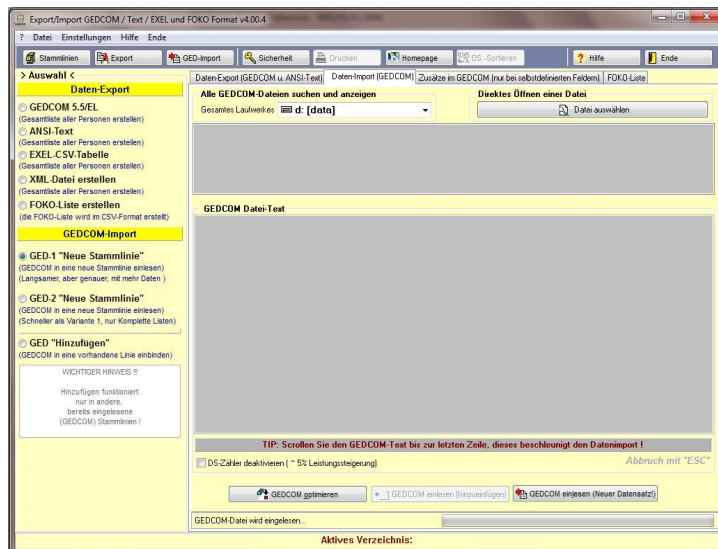 Export/Import GEDCOM / Text / EXEL und FOKO Format v4.00.4
? Datei Einstellungen Hilfe Ende
Stammlinien Export GED-Import Sicherheit Drucken Homepage DS -Sortieren Hilfe Ende
> Auswahl <
Daten-Export
GEDCOM 5.5/EL
(Gesamtliste aller Personen erstellen)
ANSI-Text
(Gesamtliste aller Personen erstellen)
EXEL-CSV-Tabelle
(Gesamtliste aller Personen erstellen)
XML-Datei erstellen
(Gesamtliste aller Personen erstellen)
FOKO-Liste erstellen
(die FOKO-Liste wird im CSV-Format erstellt)
GEDCOM-Import
GED-1 "Neue Stammlinie"
(GEDCOM in eine neue Stammlinie einlesen)
(Langsamer, aber genauer, mit mehr Daten )
GED-2 "Neue Stammlinie"
(GEDCOM in eine neue Stammlinie einlesen)
(Schneller als Variante 1, nur Komplette Listen)
GED "Hinzufügen"
(GEDCOM in eine vorhandene Linie einbinden)
WICHTIGER HINWEIS !!!
Hinzufügen funktioniert
nur in andere,
bereits eingelesene
(GEDCOM) Stammlinien !
Daten-Export (GEDCOM u. ANSI-Text) Daten-Import (GEDCOM) Zusätze im GEDCOM (nur bei selbstdefinierten Feldern) FOKO-Liste
Alle GEDCOM-Dateien suchen und anzeigen
Gesamtes Laufwerkes d: [data]
Direktes Öffnen einer Datei
Datei auswählen
GEDCOM Datei-Text
TIP: Scrollen Sie den GEDCOM-Text bis zur letzten Zeile, dieses beschleunigt den Datenimport !
DS-Zähler deaktivieren ( ~ 5% Leistungssteigerung)
Abbruch mit "ESC"
GEDCOM optimieren GEDCOM einlesen (hinzueinfügen) GEDCOM einlesen (Neuer Datensatz!)
GEDCOM-Datei wird eingelesen...
Aktives Verzeichnis: